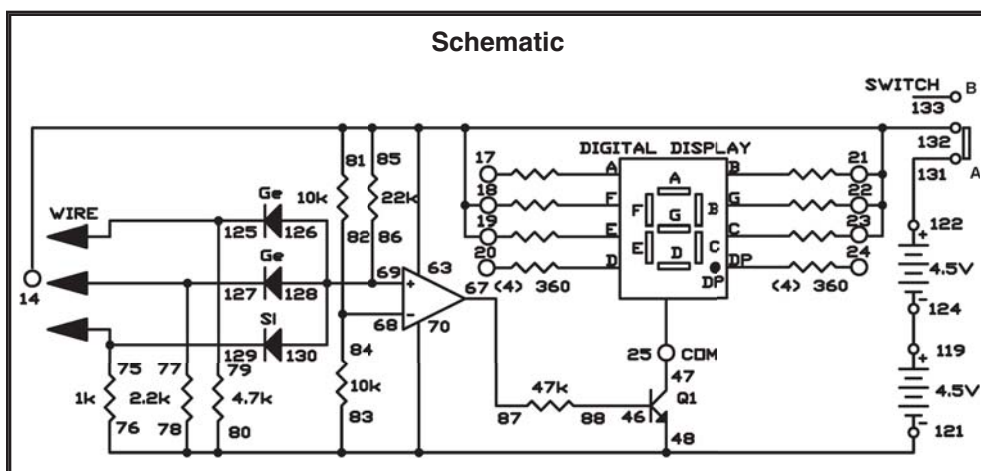 Schematic
SWITCH B
133
132
A
131
DIGITAL DISPLAY
17 A B 21
18 F G 22
19 E C 23
20 D DP 24
A
F B
G
E C
D
DP
(4) 360 (4) 360
81 85
10k 22k
82 86
WIRE
Ge
125 126
Ge
127 128
Si
129 130
14
69 + 63
68 - 67
70
84
10k
83
75 77 79
1k 2.2k 4.7k
76 78 80
25 COM
47
47k
87 88 46 Q1
48
122
+
4.5V
-
124
119
+
4.5V
-
121